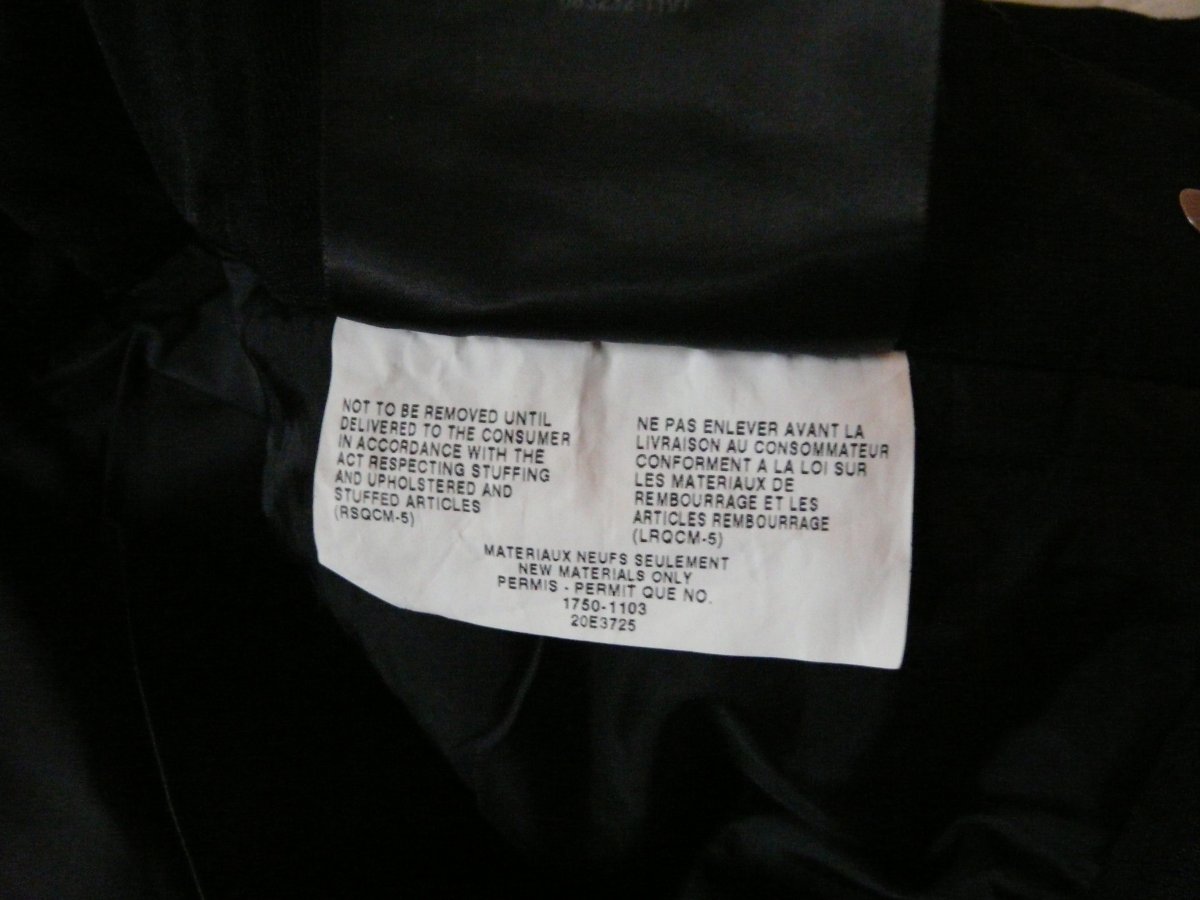 NOT TO BE REMOVED UNTIL
DELIVERED TO THE CONSUMER
IN ACCORDANCE WITH THE
ACT RESPECTING STUFFING
AND UPHOLSTERED AND
STUFFED ARTICLES
(RSQCM-5)
NE PAS ENLEVER AVANT LA
LIVRAISON AU CONSOMMATEUR
CONFORMENT A LA LOI SUR
LES MATERIAUX DE
REMBOURRAGE ET LES
ARTICLES REMBOURRAGE
(LRQCM-5)
MATERIAUX NEUFS SEULEMENT
NEW MATERIALS ONLY
PERMIS - PERMIT QUE NO.
1750-1103
20E3725